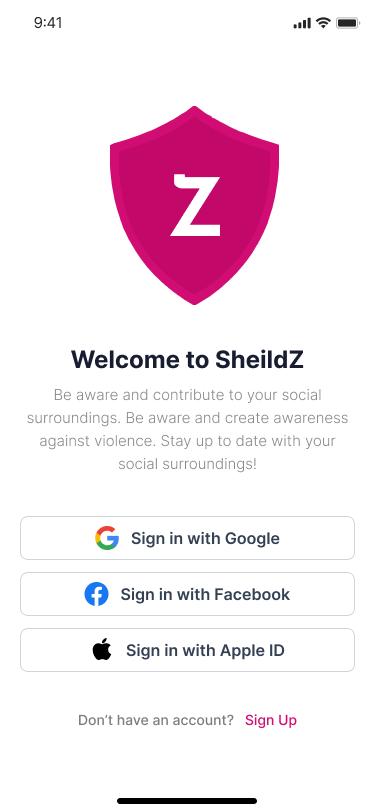 9:41
Z
Welcome to SheildZ
Be aware and contribute to your social
surroundings. Be aware and create awareness
against violence. Stay up to date with your
social surroundings!
Sign in with Google
Sign in with Facebook
Sign in with Apple ID
Don’t have an account? Sign Up